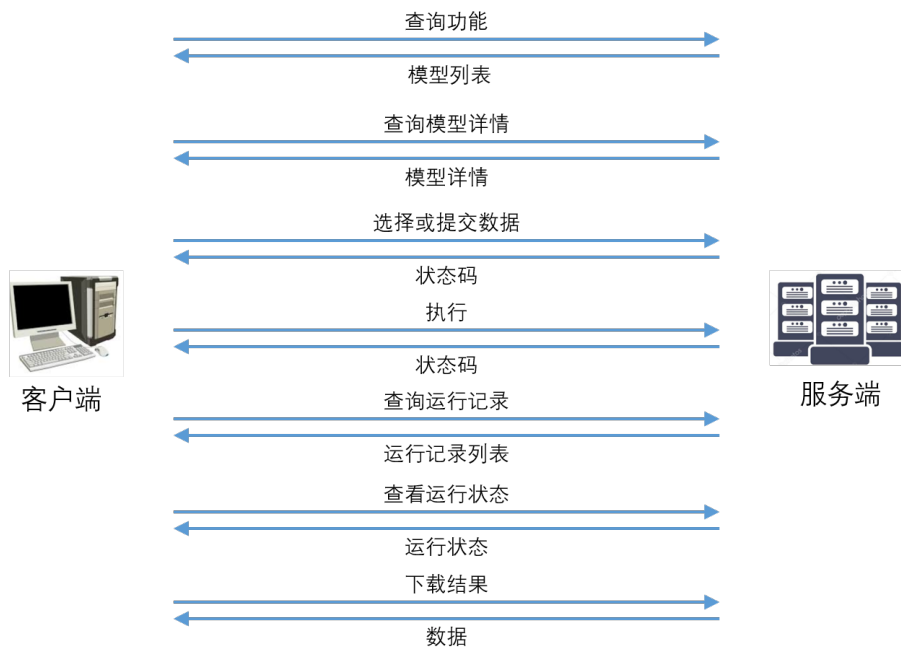 查询功能
模型列表
查询模型详情
模型详情
选择或提交数据
状态码
执行
状态码
客户端
服务端
查询运行记录
运行记录列表
查看运行状态
运行状态
下载结果
数据